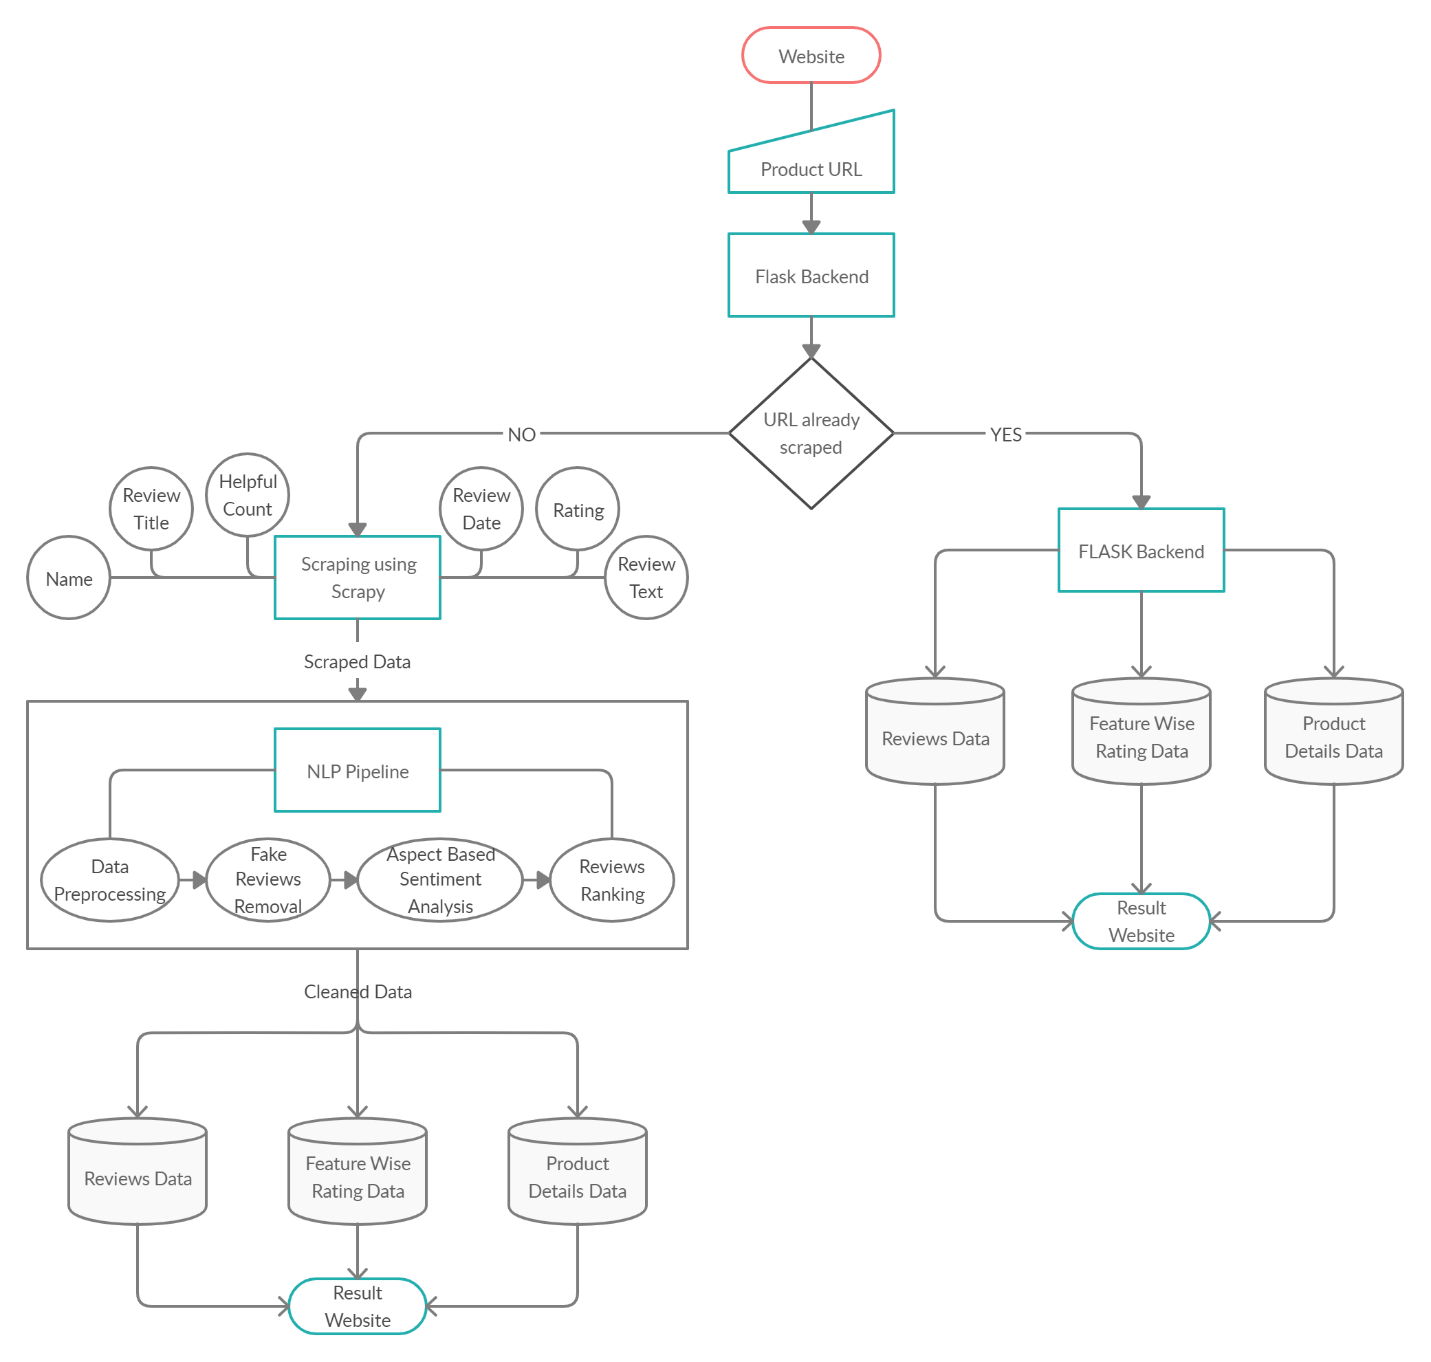 Website
Product URL
Flask Backend
URL already
scraped
NO
YES
Helpful
Count
Review
Title
Review
Date
Rating
Name
Scraping using
Scrapy
Review
Text
FLASK Backend
Scraped Data
Reviews Data
Feature Wise
Rating Data
Product
Details Data
NLP Pipeline
Data
Preprocessing
Fake
Reviews
Removal
Aspect Based
Sentiment
Analysis
Reviews
Ranking
Result
Website
Cleaned Data
Reviews Data
Feature Wise
Rating Data
Product
Details Data
Result
Website